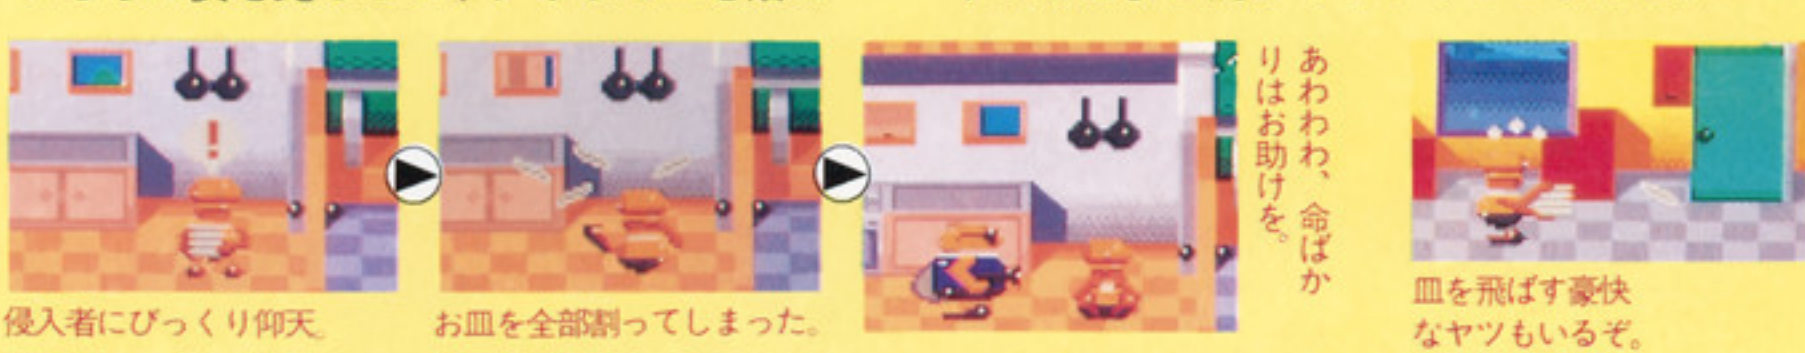 侵入者にびっくり仰天。
お皿を全部割ってしまった。
あわわわわ、命ばか
りはお助けを。
皿を飛ばす豪快
なヤツもいるぞ。